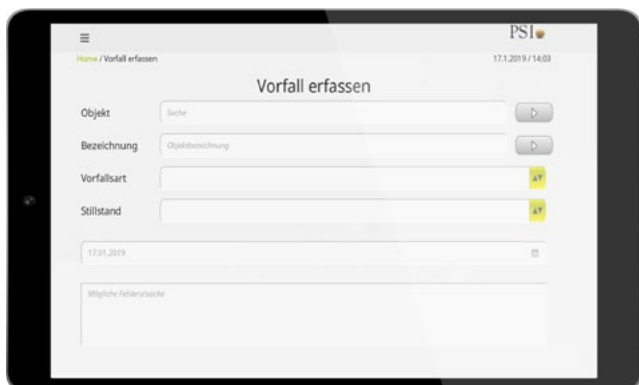 PSI
Home / Vorfall erfassen
17.1.2019 / 14:03
Vorfall erfassen
Objekt
Suche
Bezeichnung
Objektbezeichnung
Vorfallsart
Stillstand
17.01.2019
Mögliche Fehlerursache